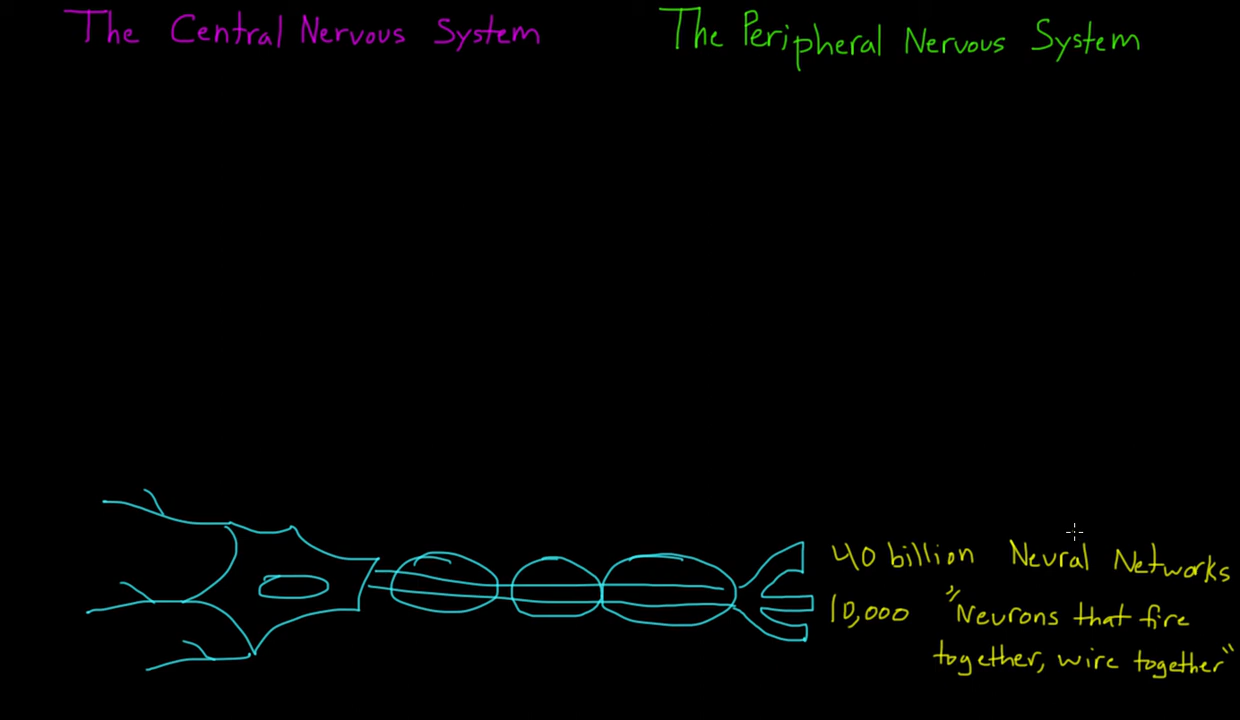 The Central Nervous System
The Peripheral Nervous System
40 billion Neural Networks
10,000 "Neurons that fire
together, wire together"